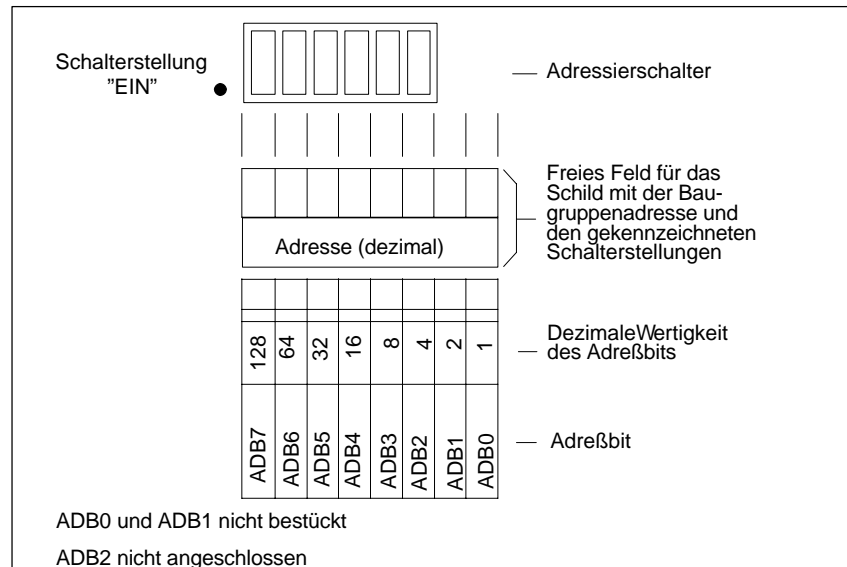 Schalterstellung
”EIN”
Adressierschalter
Freies Feld für das
Schild mit der Bau-
gruppenadresse und
den gekennzeichneten
Schalterstellungen
Adresse (dezimal)
128 64 32 16 8 4 2 1
DezimaleWertigkeit
des Adreßbits
ADB7 ADB6 ADB5 ADB4 ADB3 ADB2 ADB1 ADB0
Adreßbit
ADB0 und ADB1 nicht bestückt
ADB2 nicht angeschlossen